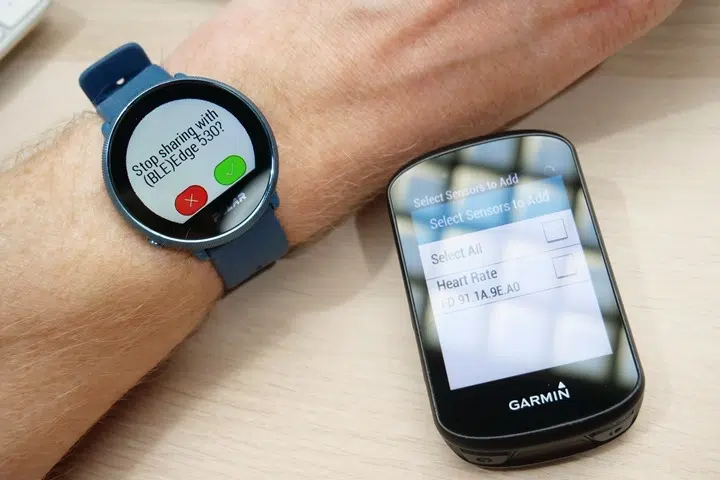 Stop sharing with
(BLE)Edge 530?
POLAR
Select Sensors to Add
Select Sensors to Add
Select All
Heart Rate
FD.91.1A.9E.A0
GARMIN